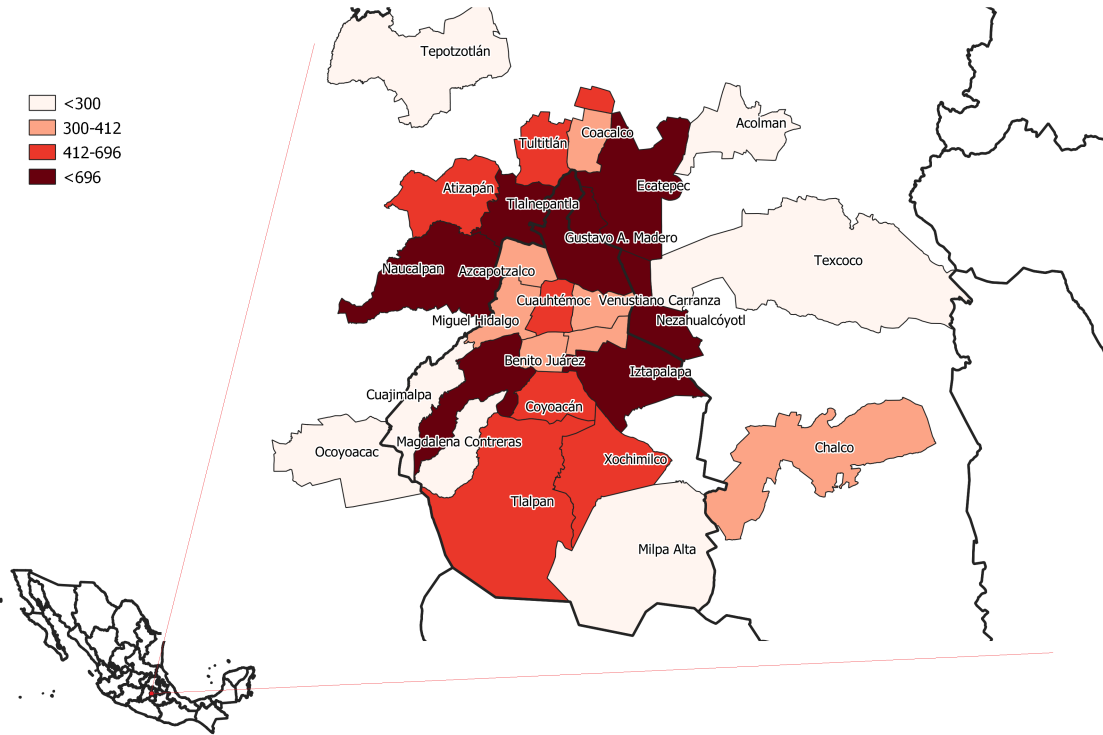 Tepotzotlán
<300
300-412
412-696
<696
Acolman
Coacalco
Tultitlán
Atizapán
Ecatepec
Tlalnepantla
Gustavo A. Madero
Texcoco
Naucalpan
Azcapotzalco
Cuauhtémoc
Venustiano Carranza
Miguel Hidalgo
Nezahualcóyotl
Benito Juárez
Iztapalapa
Cuajimalpa
Coyoacán
Magdalena Contreras
Ocoyoacac
Chalco
Xochimilco
Tlalpan
Milpa Alta